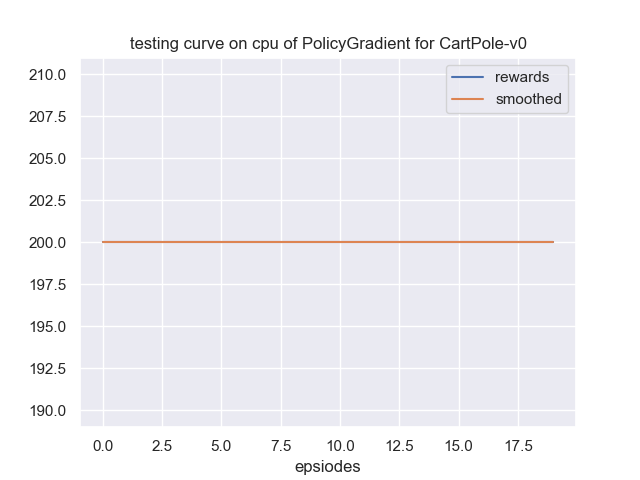 testing curve on cpu of PolicyGradient for CartPole-v0
rewards
smoothed
210.0
207.5
205.0
202.5
200.0
197.5
195.0
192.5
190.0
0.0 2.5 5.0 7.5 10.0 12.5 15.0 17.5
epsiodes